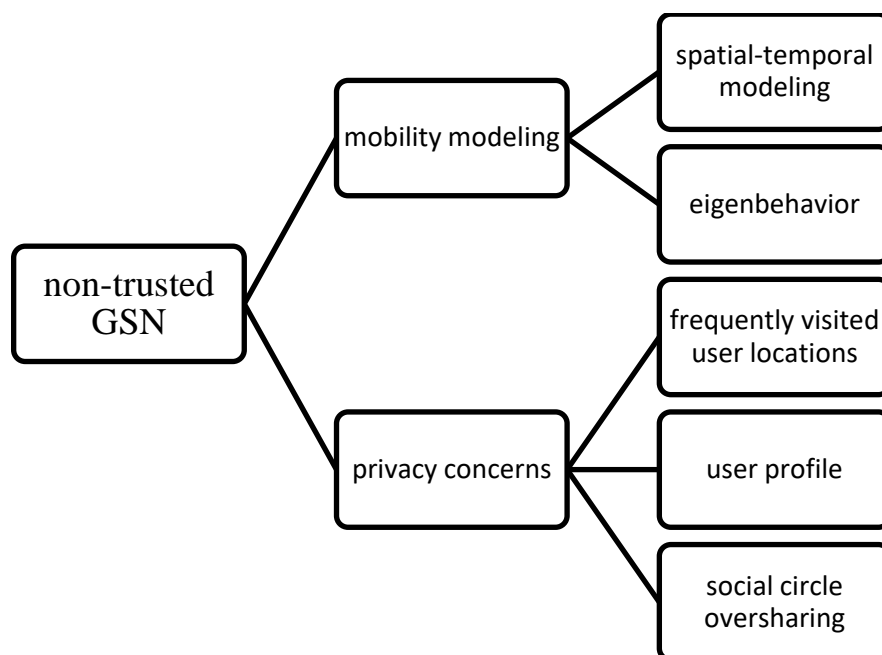 non-trusted
GSN
mobility modeling
spatial-temporal
modeling
eigenbehavior
privacy concerns
frequently visited
user locations
user profile
social circle
oversharing